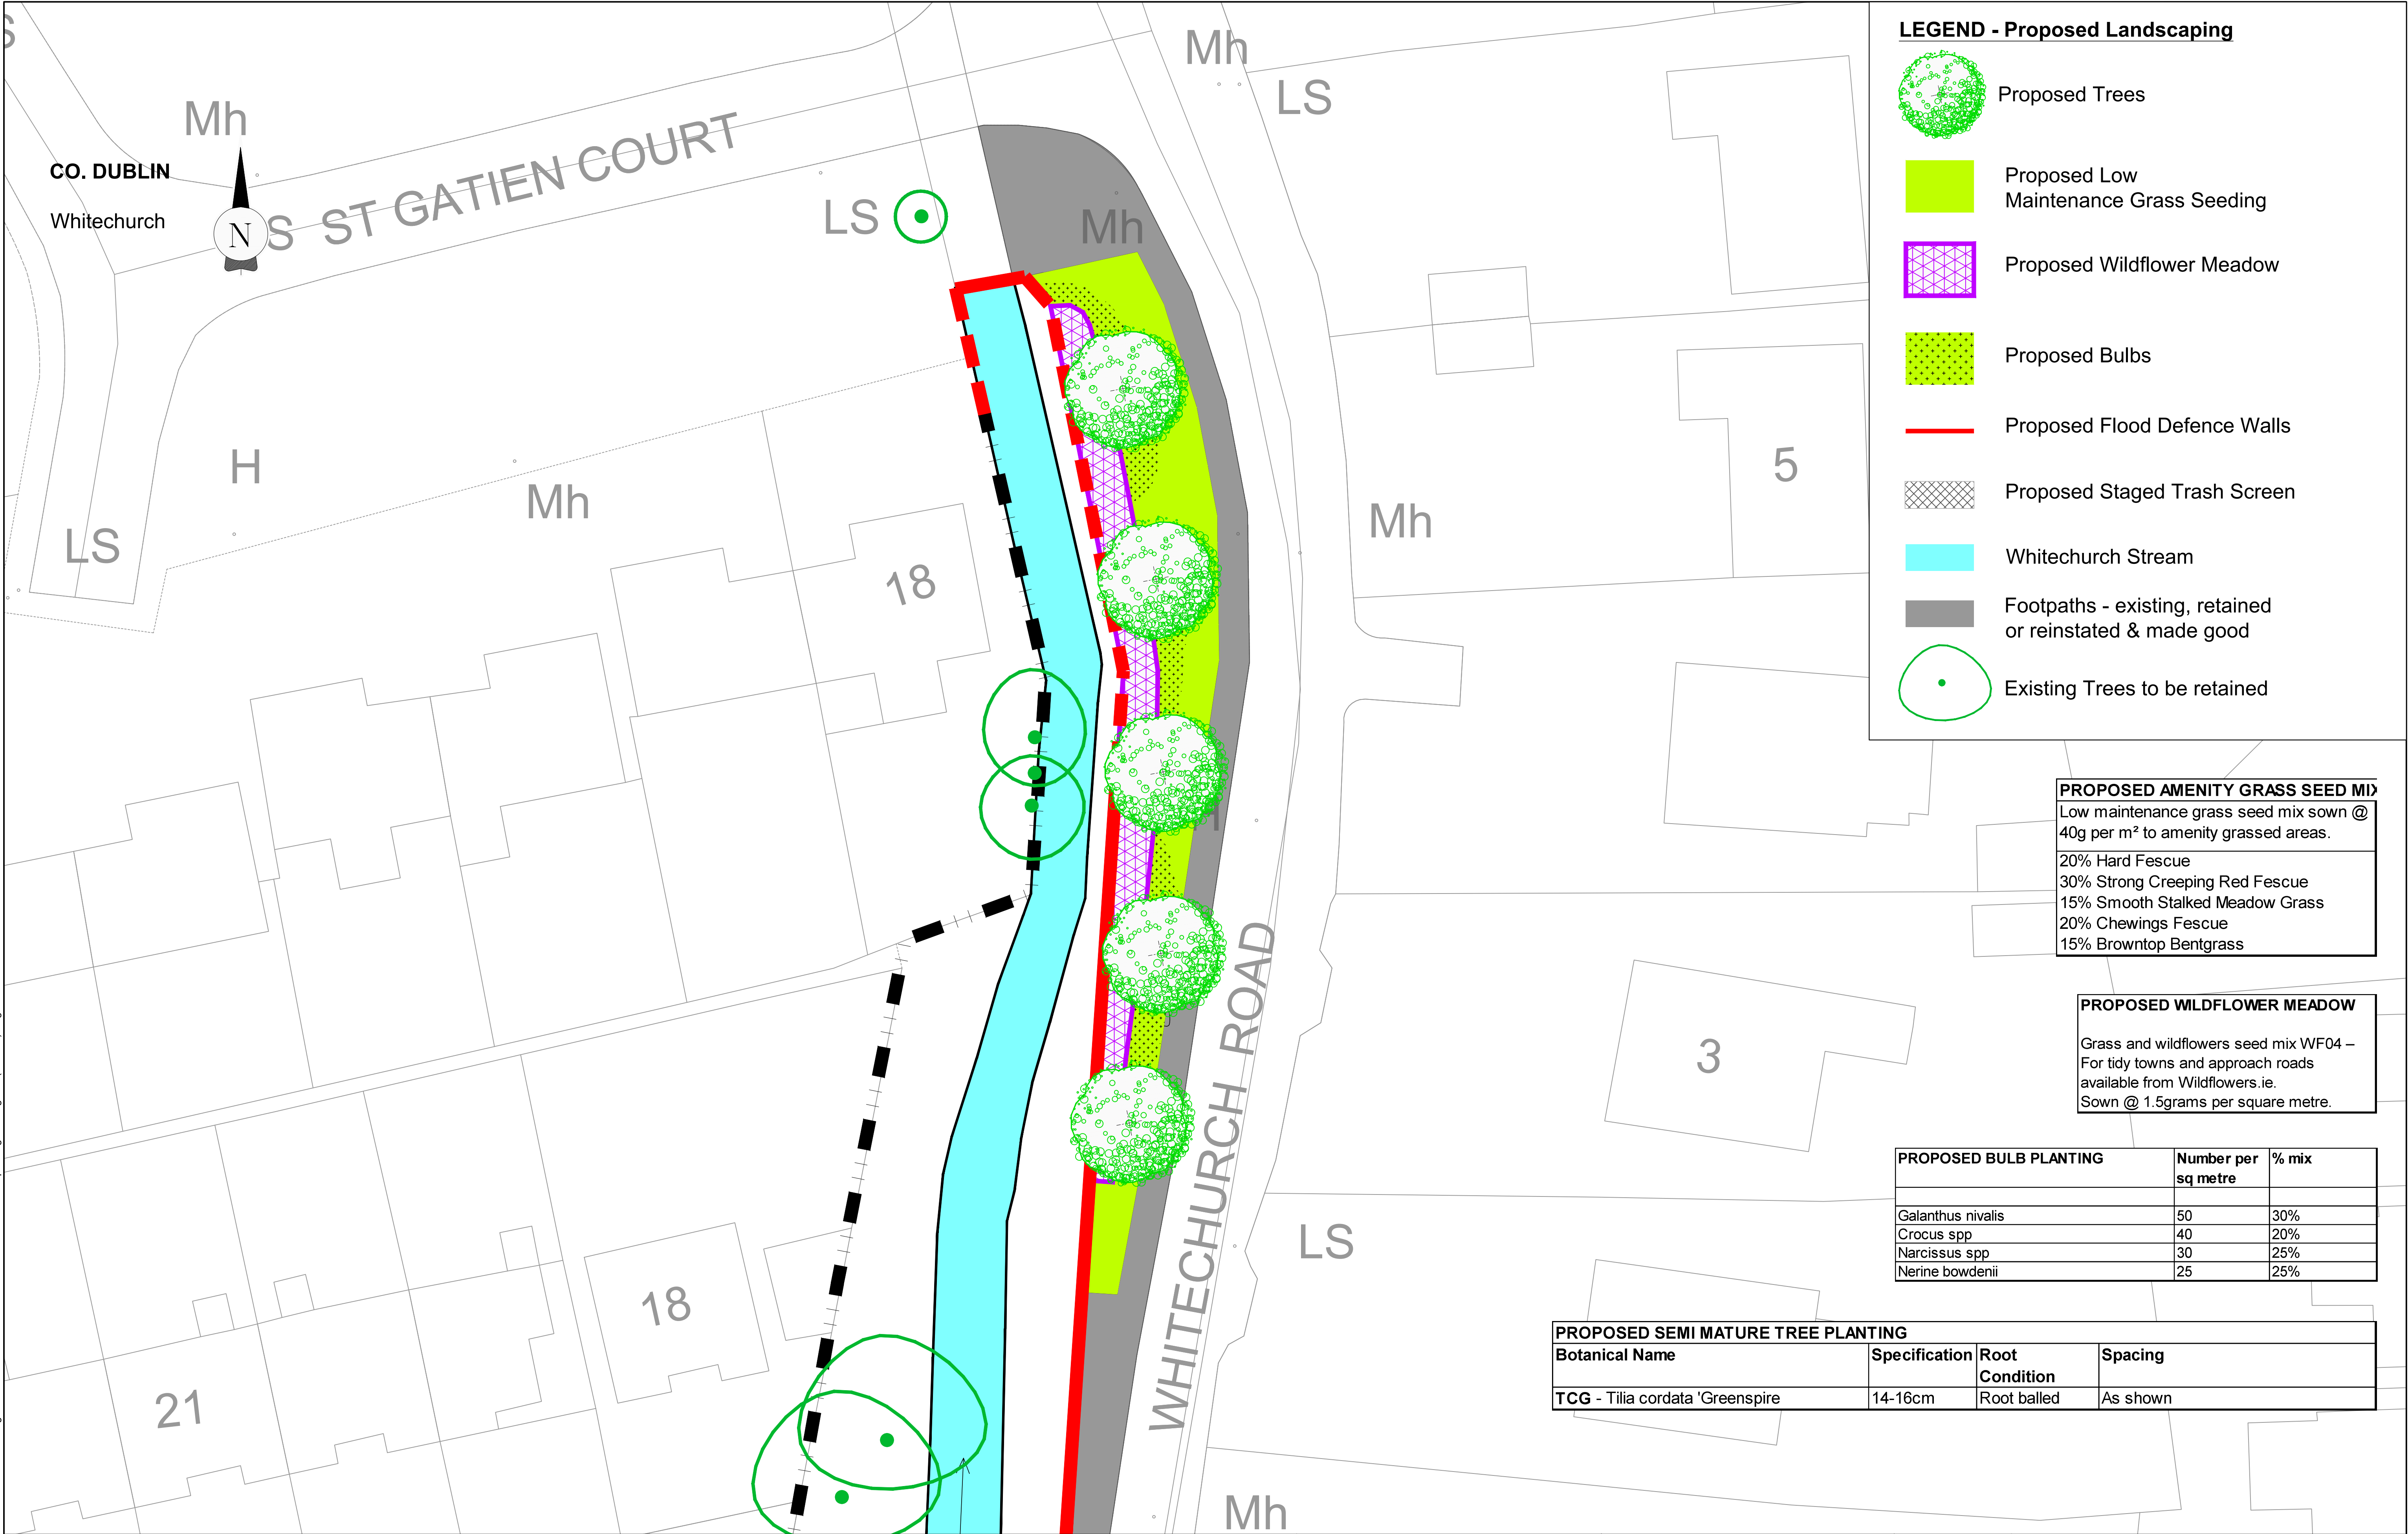 LEGEND - Proposed Landscaping
Proposed Trees
Proposed Low
Maintenance Grass Seeding
Proposed Wildflower Meadow
Proposed Bulbs
Proposed Flood Defence Walls
Proposed Staged Trash Screen
Whitechurch Stream
Footpaths - existing, retained
or reinstated & made good
Existing Trees to be retained
Mh
LS
Mh
CO. DUBLIN
Whitechurch
N
S ST GATIEN COURT
LS
Mh
H
Mh
LS
18
Mh
5
WHITECHURCH ROAD
3
LS
18
21
Mh
PROPOSED AMENITY GRASS SEED MIX
Low maintenance grass seed mix sown @
40g per m² to amenity grassed areas.
20% Hard Fescue
30% Strong Creeping Red Fescue
15% Smooth Stalked Meadow Grass
20% Chewings Fescue
15% Browntop Bentgrass
PROPOSED WILDFLOWER MEADOW
Grass and wildflowers seed mix WF04 –
For tidy towns and approach roads
available from Wildflowers.ie.
Sown @ 1.5grams per square metre.
PROPOSED BULB PLANTING Number per sq metre % mix
Galanthus nivalis 50 30%
Crocus spp 40 20%
Narcissus spp 30 25%
Nerine bowdenii 25 25%
PROPOSED SEMI MATURE TREE PLANTING
Botanical Name Specification Root Condition Spacing
TCG - Tilia cordata 'Greenspire 14-16cm Root balled As shown